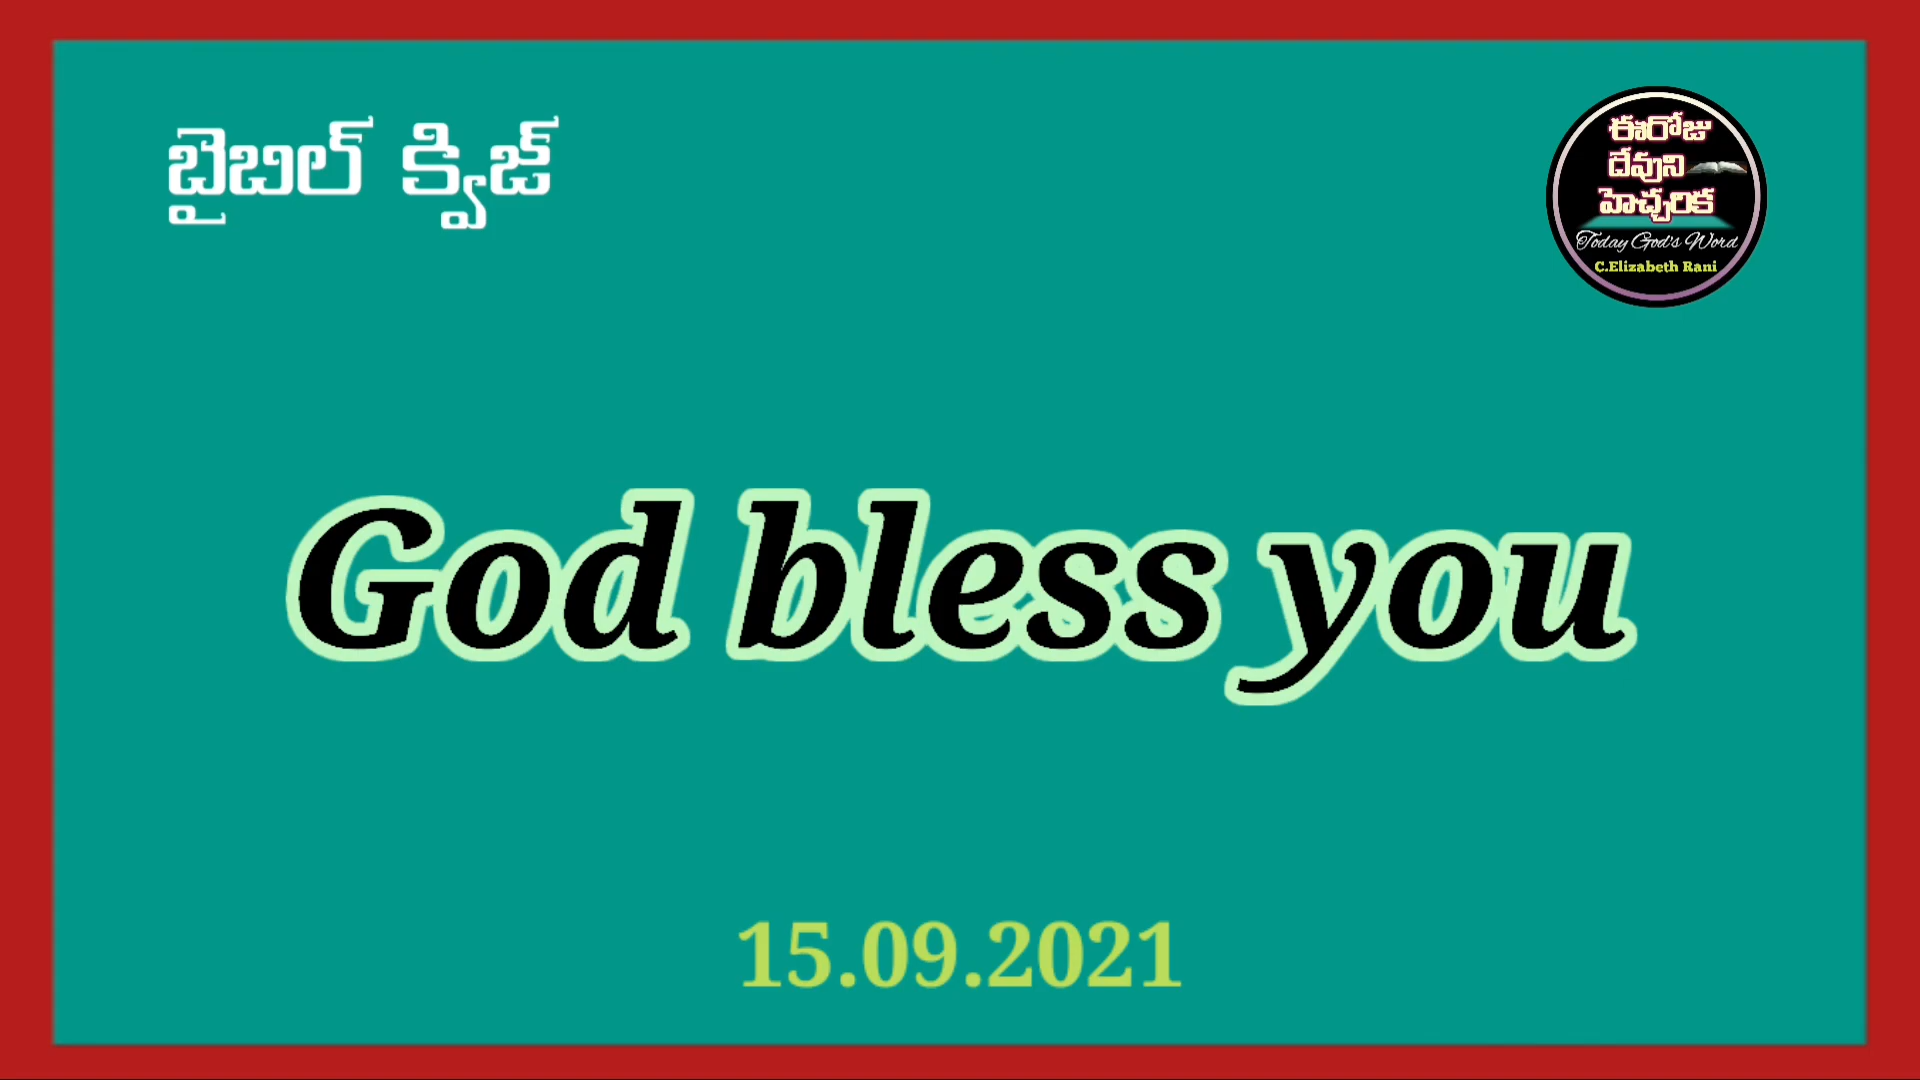 బైబిల్ క్విజ్
ఈరోజు
దేవుని
హెచ్చరిక
Today God's Word
C.Elizabeth Rani
God bless you
15.09.2021